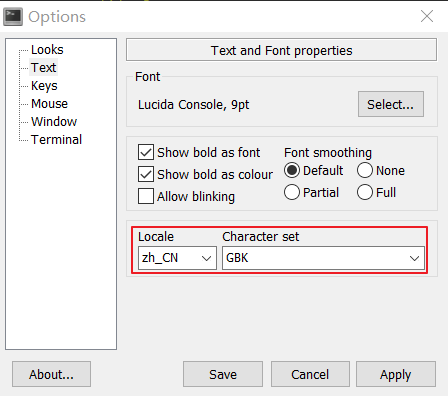 Options
Looks
Text
Keys
Mouse
Window
Terminal
Text and Font properties
Font
Lucida Console, 9pt
Select...
Show bold as font
Show bold as colour
Allow blinking
Font smoothing
Default
None
Partial
Full
Locale
Character set
zh_CN
GBK
About...
Save
Cancel
Apply